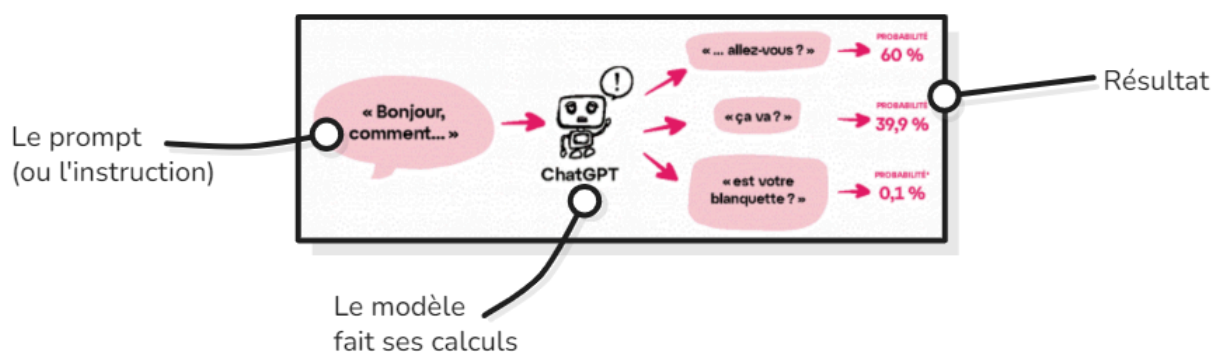 Le prompt
(ou l'instruction)
« Bonjour,
comment... »
!
ChatGPT
Le modèle
fait ses calculs
« ... allez-vous ? »
PROBABILITÉ
60 %
« ça va ? »
PROBABILITÉ
39,9 %
« est votre
blanquette ? »
PROBABILITÉ*
0,1 %
Résultat